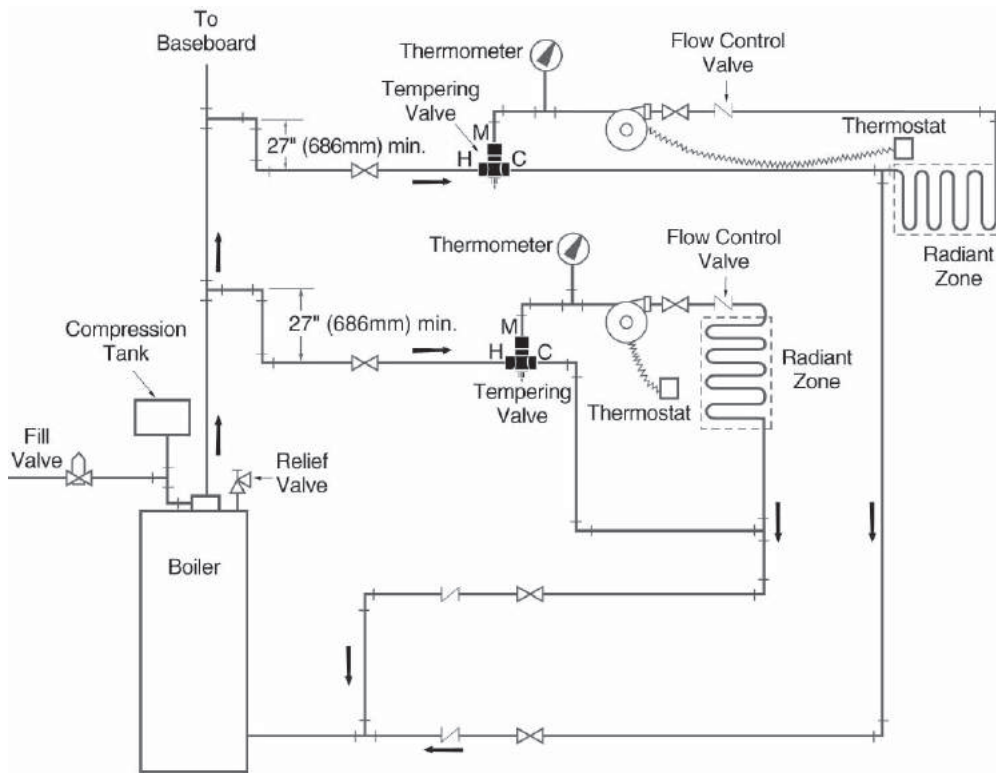 To
Baseboard
Thermometer
Flow Control
Valve
Tempering
Valve
Thermostat
27" (686mm) min.
M
H
C
Radiant
Zone
Thermometer
Flow Control
Valve
27" (686mm) min.
M
H
C
Tempering
Valve
Thermostat
Radiant
Zone
Compression
Tank
Fill
Valve
Relief
Valve
Boiler